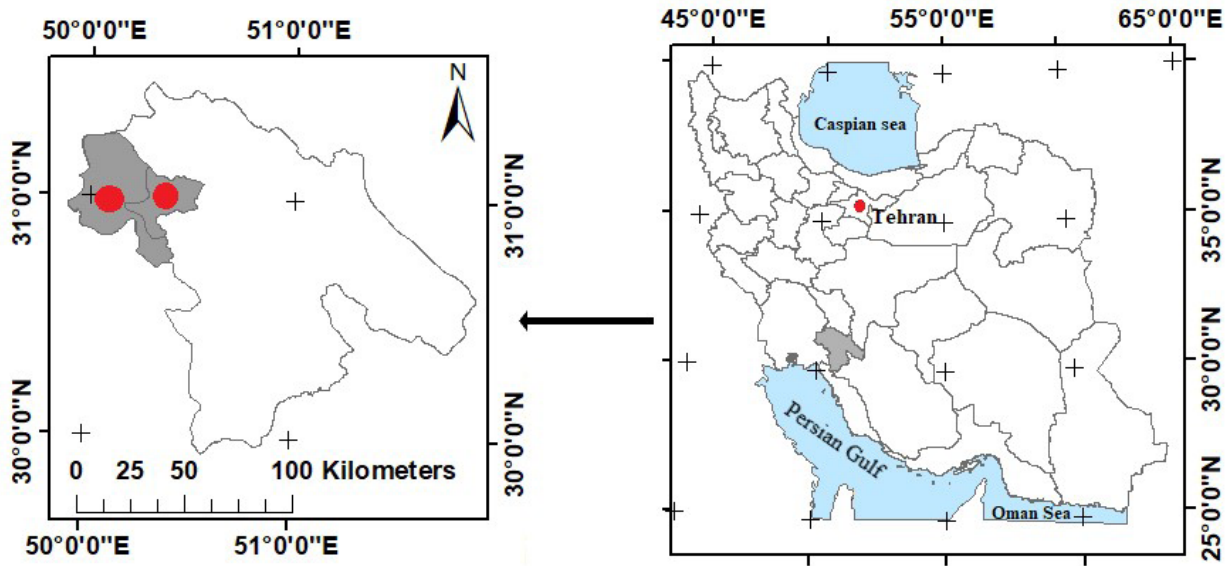 50°0'0"E 51°0'0"E
N
31°0'0"N
31°0'0"N
30°0'0"N
30°0'0"N
0 25 50 100 Kilometers
50°0'0"E 51°0'0"E
45°0'0"E 55°0'0"E 65°0'0"E
Caspian sea
Tehran
35°0'0"N
30°0'0"N
Persian Gulf
Oman Sea
25°0'0"N